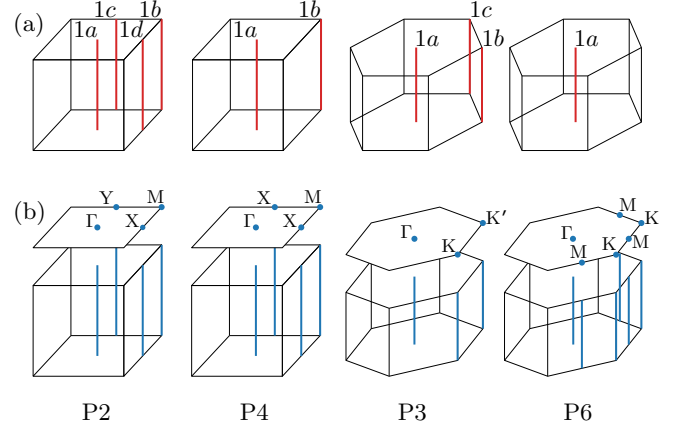 (a)
1c 1b
1a 1d
1b
1a
1c
1a 1b
1a
(b)
Y M
Γ X
X M
Γ X
K′
Γ
K
M
K
Γ K M
M
P2 P4 P3 P6